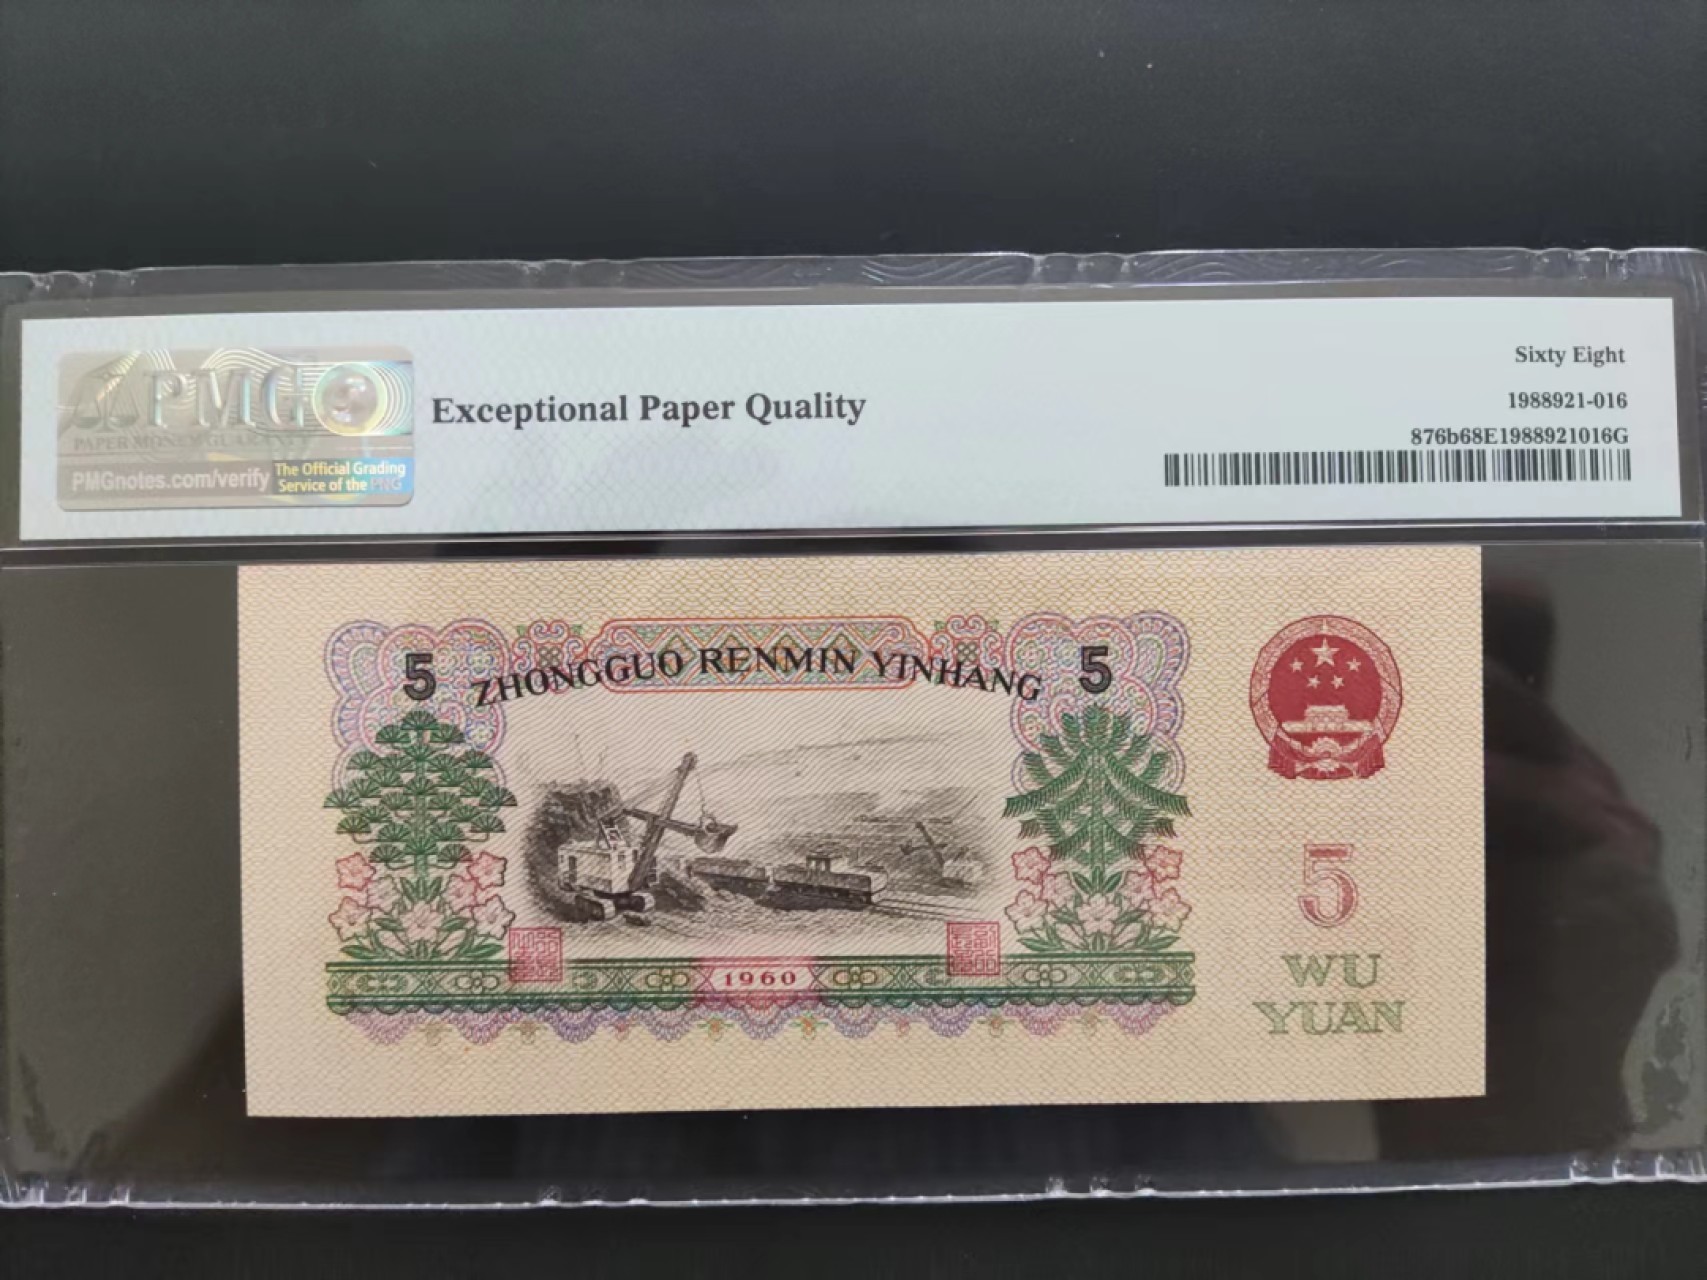 PMG
PAPER MONEY GUARANTY
PMGnotes.com/verify
The Official Grading
Service of the PNG
Exceptional Paper Quality
Sixty Eight
1988921-016
876b68E1988921016G
5 ZHONGGUO RENMIN YINHANG 5
1960
5
WU
YUAN